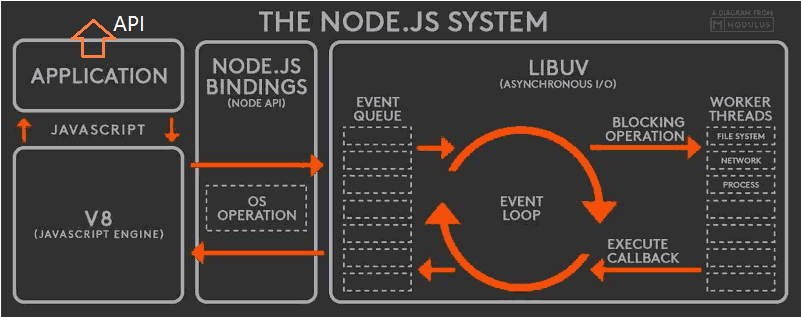 API
THE NODE.JS SYSTEM
A DIAGRAM FROM
MODULUS
APPLICATION
JAVASCRIPT
V8
(JAVASCRIPT ENGINE)
NODE.JS
BINDINGS
(NODE API)
OS
OPERATION
LIBUV
(ASYNCHRONOUS I/O)
EVENT
QUEUE
EVENT
LOOP
BLOCKING
OPERATION
EXECUTE
CALLBACK
WORKER
THREADS
FILE SYSTEM
NETWORK
PROCESS